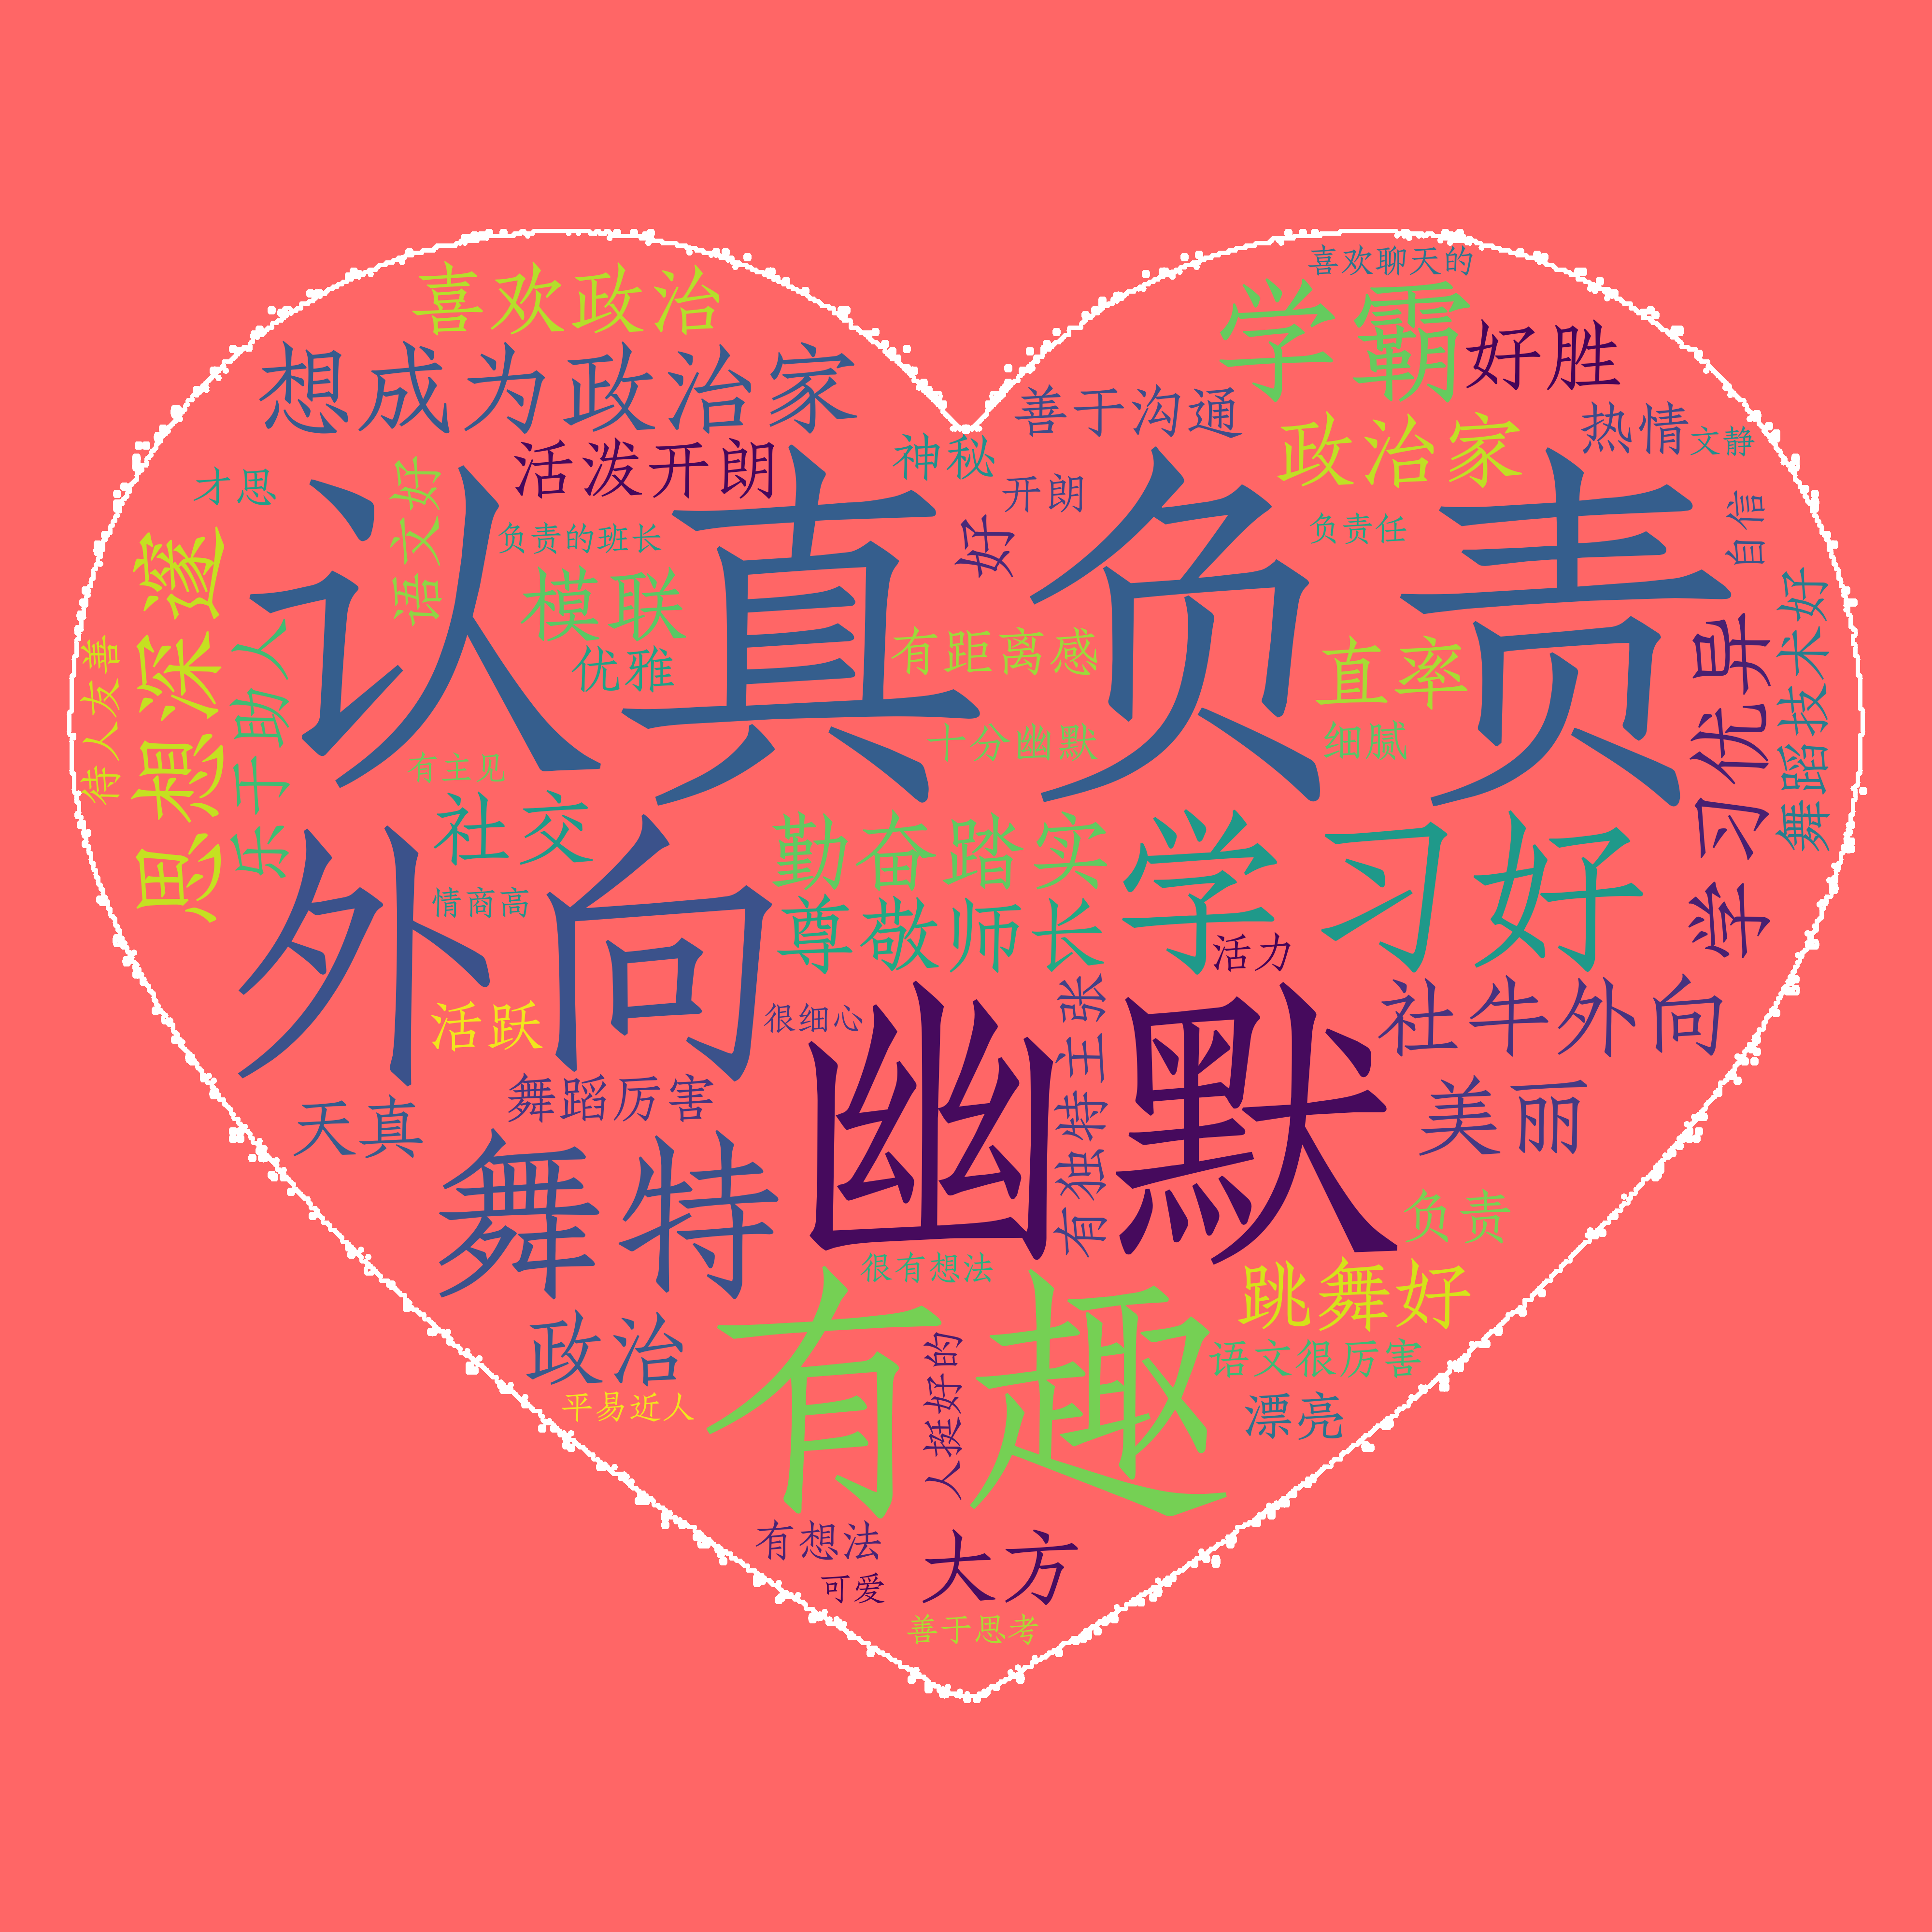 喜欢聊天的
喜欢政治
学霸
好胜
想成为政治家
善于沟通
政治家
热情
文静
活泼开朗
神秘
才思
语文好
开朗
自信
认真负责
负责的班长
好
负责任
思想深邃
模联
舞蹈技术好
乐于助人
待人友善
优雅
有距离感
直率
学习优异
十分幽默
细腻
有主见
社交
勤奋踏实
学习好
外向
情商高
尊敬师长
活力
活跃
很细心
有独特主张
社牛外向
幽默
舞蹈厉害
天真
美丽
舞特
负责
很有想法
跳舞好
有趣
政治
语文很厉害
人挺好的
平易近人
漂亮
有想法
大方
可爱
善于思考